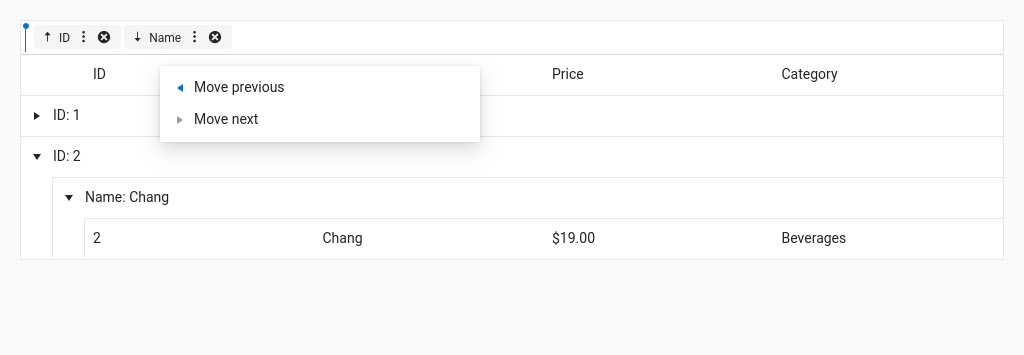 ID Name
ID Price Category
Move previous
Move next
ID: 1
ID: 2
Name: Chang
2 Chang $19.00 Beverages